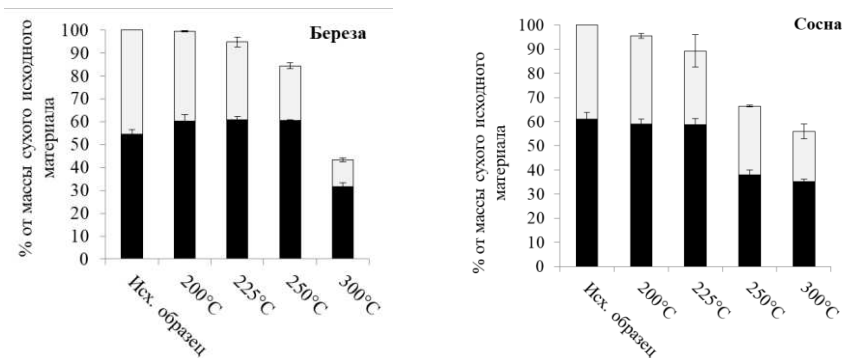 Береза
% от массы сухого исходного
материала
100
90
80
70
60
50
40
30
20
10
0
Исх. образец
200°C
225°C
250°C
300°C
Сосна
% от массы сухого исходного
материала
100
90
80
70
60
50
40
30
20
10
0
Исх. образец
200°C
225°C
250°C
300°C